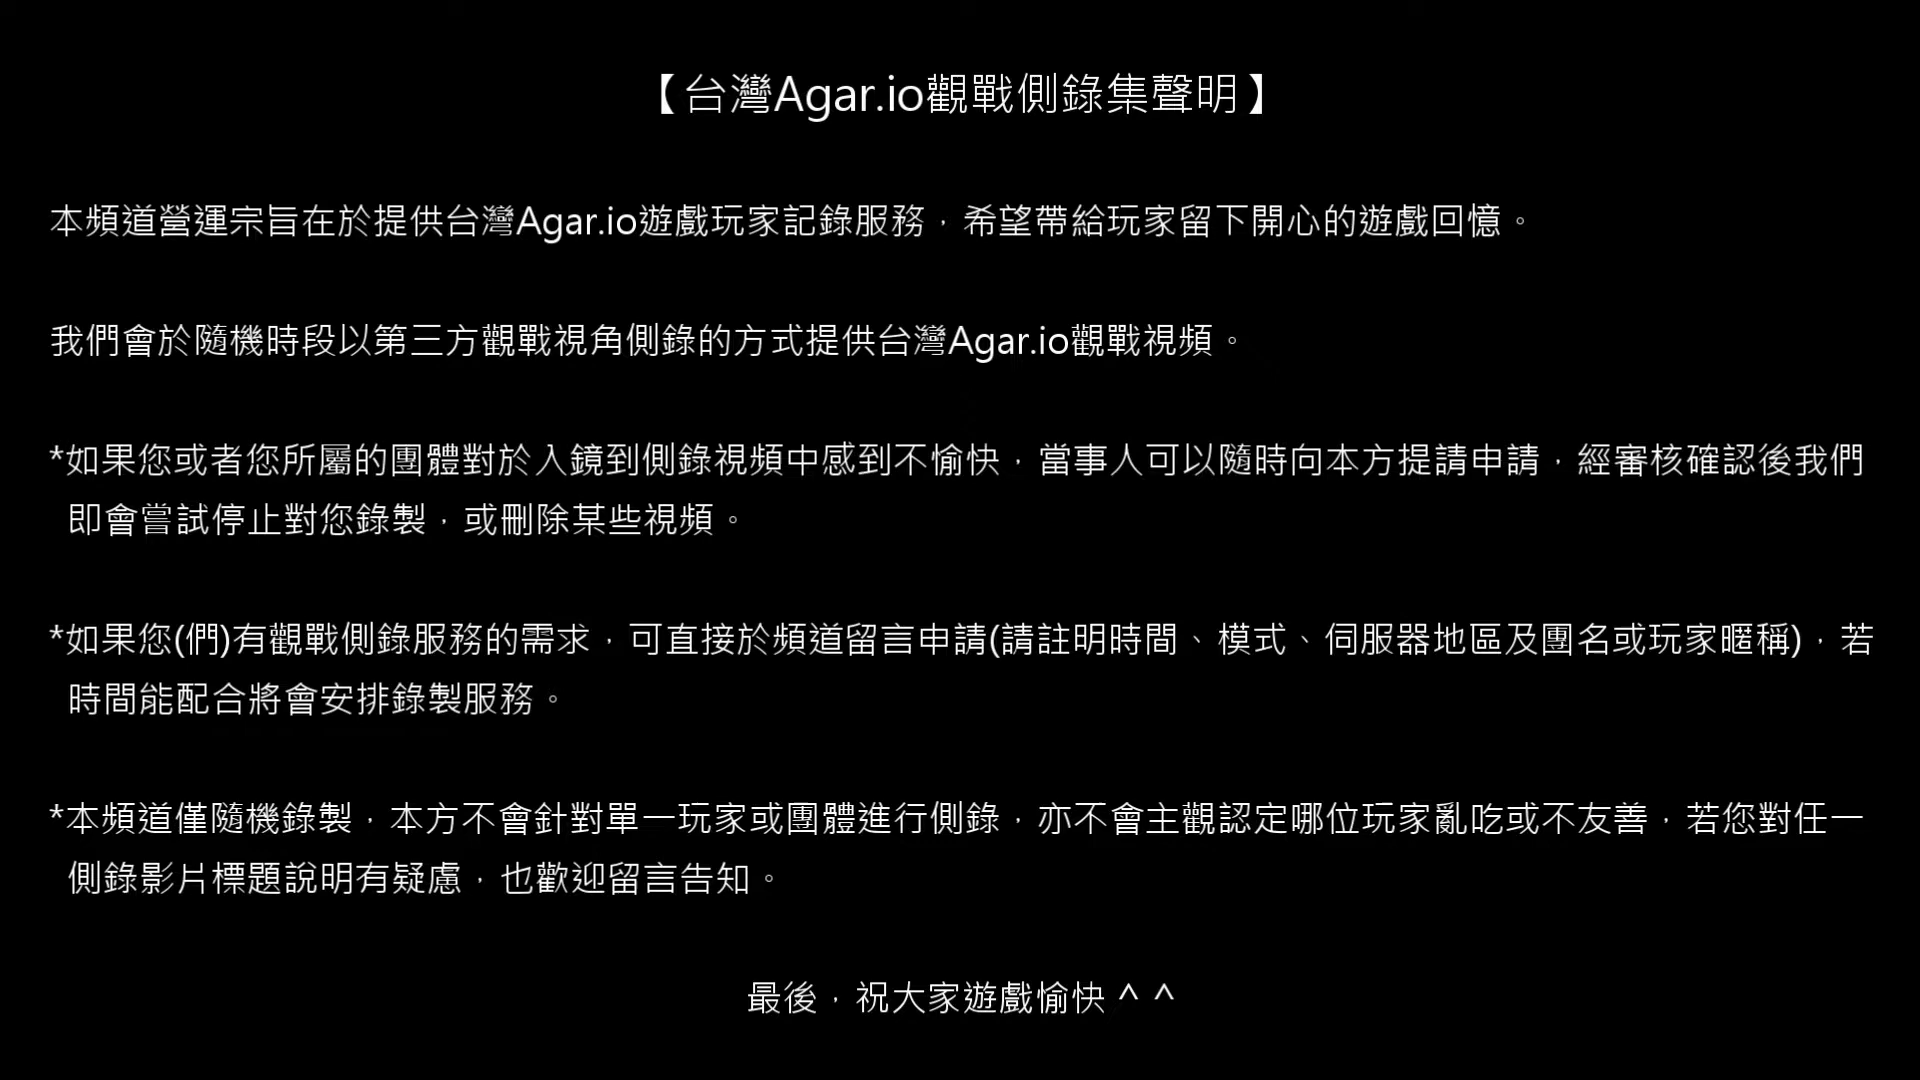 【台灣Agar.io觀戰側錄集聲明】
本頻道營運宗旨在於提供台灣Agar.io遊戲玩家記錄服務，希望帶給玩家留下開心的遊戲回憶。
我們會於隨機時段以第三方觀戰視角側錄的方式提供台灣Agar.io觀戰視頻。
*如果您或者您所屬的團體對於入鏡到側錄視頻中感到不愉快，當事人可以隨時向本方提請申請，經審核確認後我們
即會嘗試停止對您錄製，或刪除某些視頻。
*如果您(們)有觀戰側錄服務的需求，可直接於頻道留言申請(請註明時間、模式、伺服器地區及團名或玩家暱稱)，若
時間能配合將會安排錄製服務。
*本頻道僅隨機錄製，本方不會針對單一玩家或團體進行側錄，亦不會主觀認定哪位玩家亂吃或不友善，若您對任一
側錄影片標題說明有疑慮，也歡迎留言告知。
最後，祝大家遊戲愉快 ^ ^